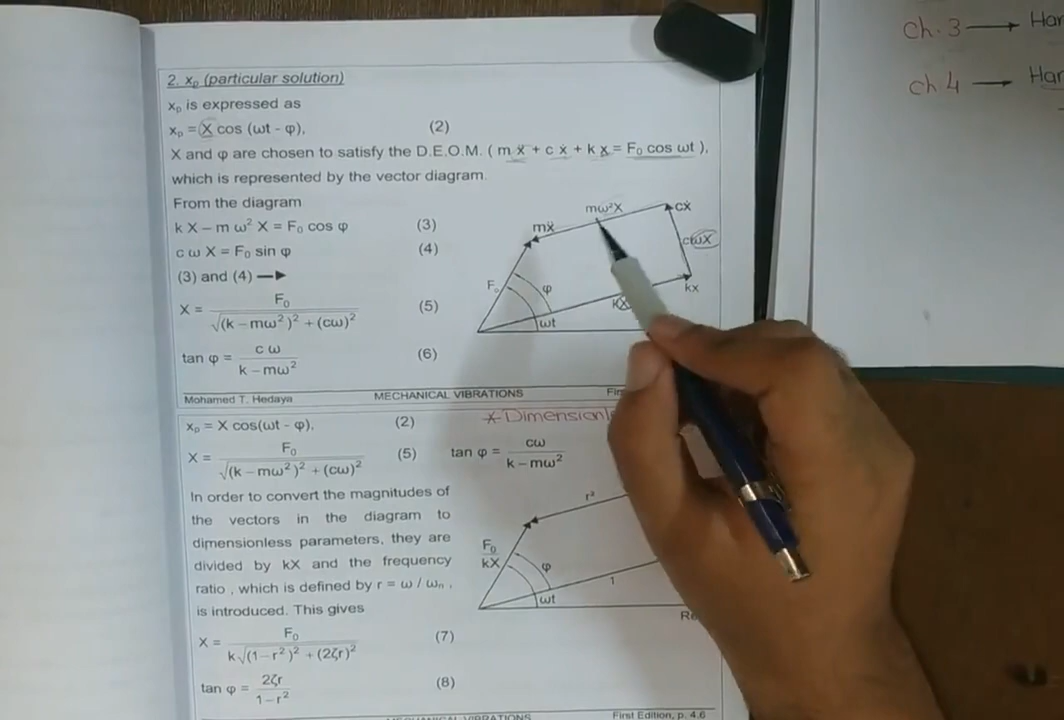 Ch. 3 → Har
Ch. 4 → Har
2. xₚ (particular solution)
xₚ is expressed as
xₚ = X cos (ωt - φ), (2)
X and φ are chosen to satisfy the D.E.O.M. ( m ẍ + c ẋ + k x = F₀ cos ωt ),
which is represented by the vector diagram.
From the diagram
k X – m ω² X = F₀ cos φ (3)
c ω X = F₀ sin φ (4)
(3) and (4) →
X = F₀ / √((k – mω²)² + (cω)²) (5)
tan φ = c ω / (k – mω²) (6)
mω²X
cẋ
mẍ
cωX
F₀
φ
kx
kX
ωt
Mohamed T. Hedaya MECHANICAL VIBRATIONS Firs
xₚ = X cos(ωt - φ), (2)
*Dimensionl
X = F₀ / √((k – mω²)² + (cω)²) (5) tan φ = cω / (k – mω²)
In order to convert the magnitudes of
the vectors in the diagram to
dimensionless parameters, they are
divided by kX and the frequency
ratio , which is defined by r = ω / ωₙ ,
is introduced. This gives
X = F₀ / k√((1–r²)² + (2ζr)²) (7)
tan φ = 2ζr / (1–r²) (8)
r²
F₀ / kX
φ
1
ωt
MECHANICAL VIBRATIONS First Edition, p. 4.6